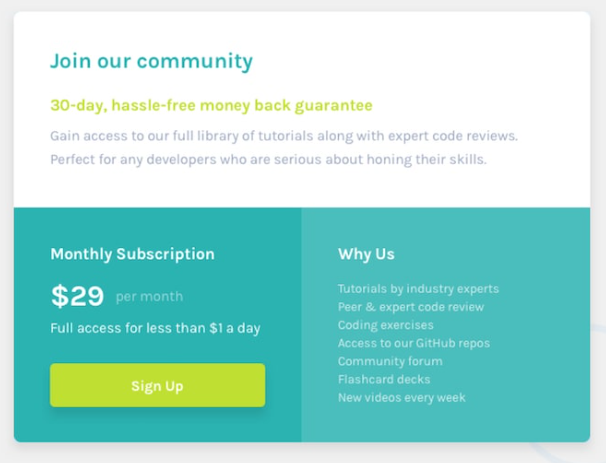 Join our community
30-day, hassle-free money back guarantee
Gain access to our full library of tutorials along with expert code reviews.
Perfect for any developers who are serious about honing their skills.
Monthly Subscription
$29 per month
Full access for less than $1 a day
Sign Up
Why Us
Tutorials by industry experts
Peer & expert code review
Coding exercises
Access to our GitHub repos
Community forum
Flashcard decks
New videos every week